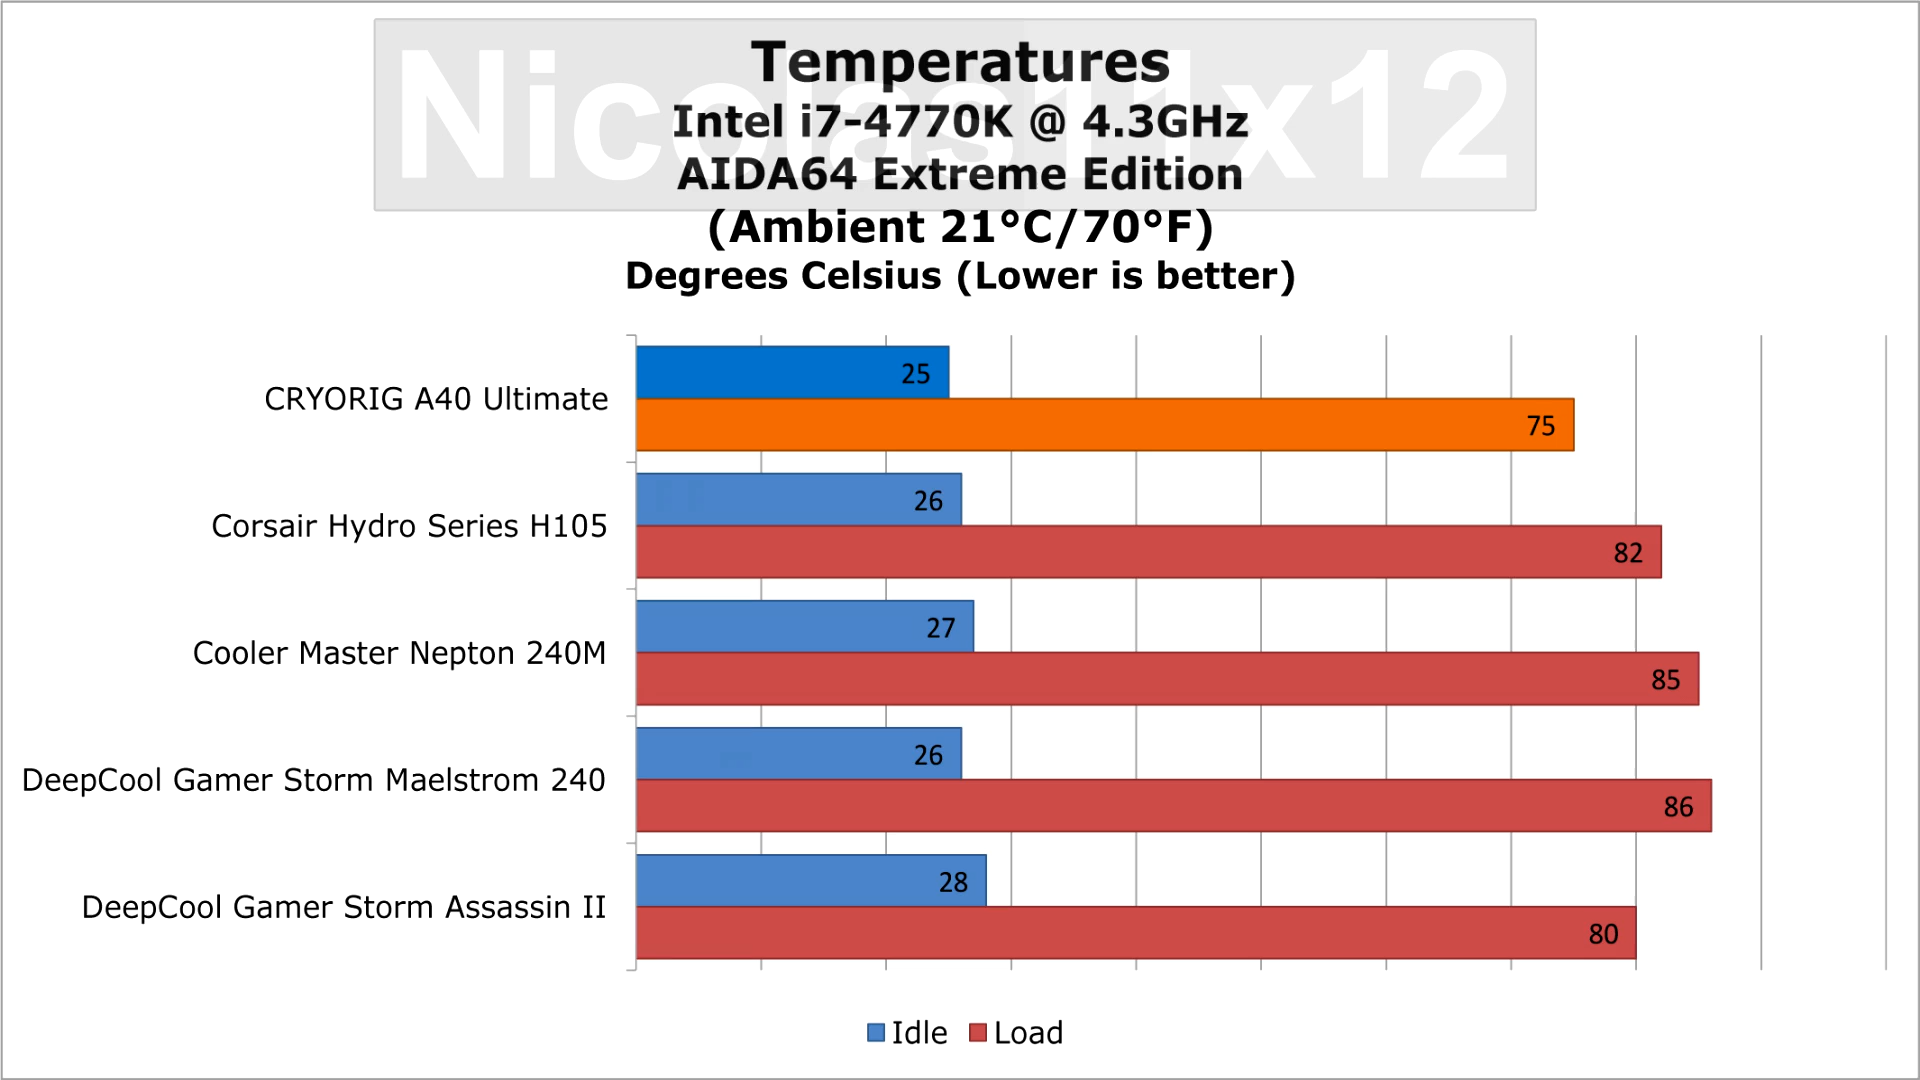 Nicolas11x12
Temperatures
Intel i7-4770K @ 4.3GHz
AIDA64 Extreme Edition
(Ambient 21°C/70°F)
Degrees Celsius (Lower is better)
CRYORIG A40 Ultimate
25
75
Corsair Hydro Series H105
26
82
Cooler Master Nepton 240M
27
85
DeepCool Gamer Storm Maelstrom 240
26
86
DeepCool Gamer Storm Assassin II
28
80
Idle Load